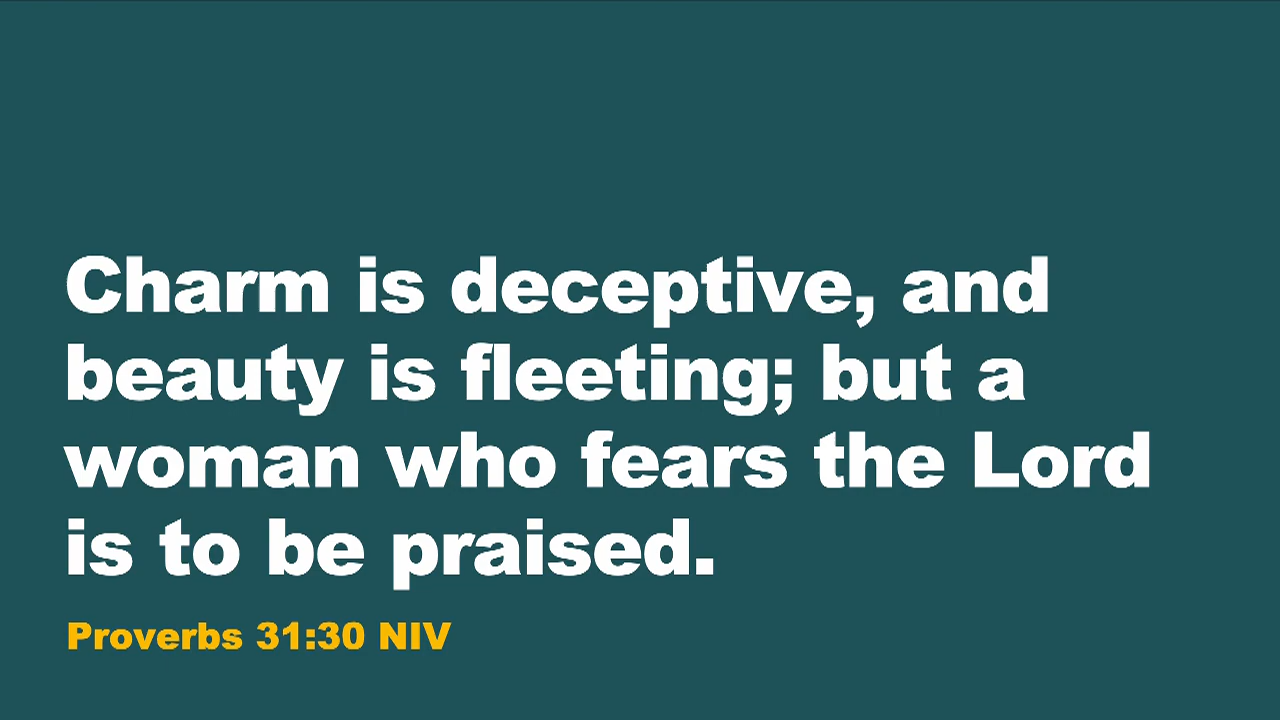 Charm is deceptive, and
beauty is fleeting; but a
woman who fears the Lord
is to be praised.
Proverbs 31:30 NIV